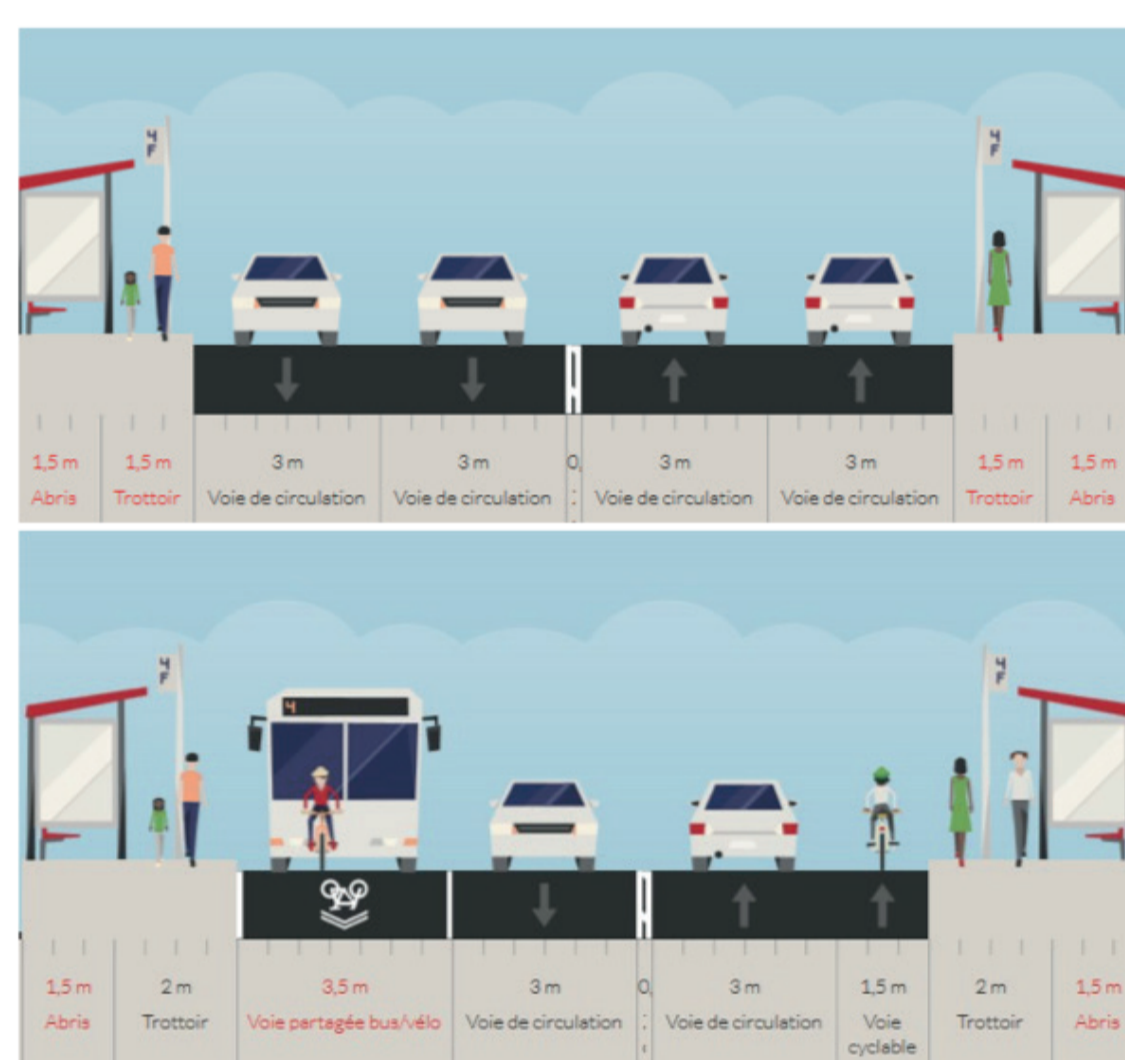 1,5 m 1,5 m 3 m 3 m 0, 3 m 3 m 1,5 m 1,5 m
Abris Trottoir Voie de circulation Voie de circulation Voie de circulation Voie de circulation Trottoir Abris
4
1,5 m 2 m 3,5 m 3 m 0, 3 m 1,5 m 2 m 1,5 m
Abris Trottoir Voie partagée bus/vélo Voie de circulation Voie de circulation Voie Trottoir Abris
cyclable